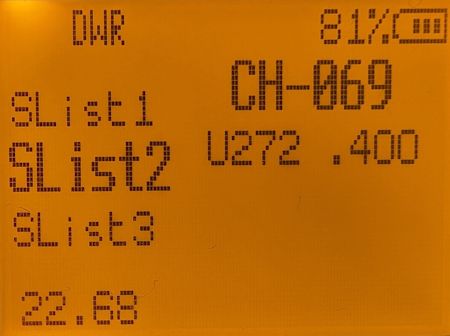 DWR 81%
CH-069
SList1
U272 .400
SList2
SList3
22.68